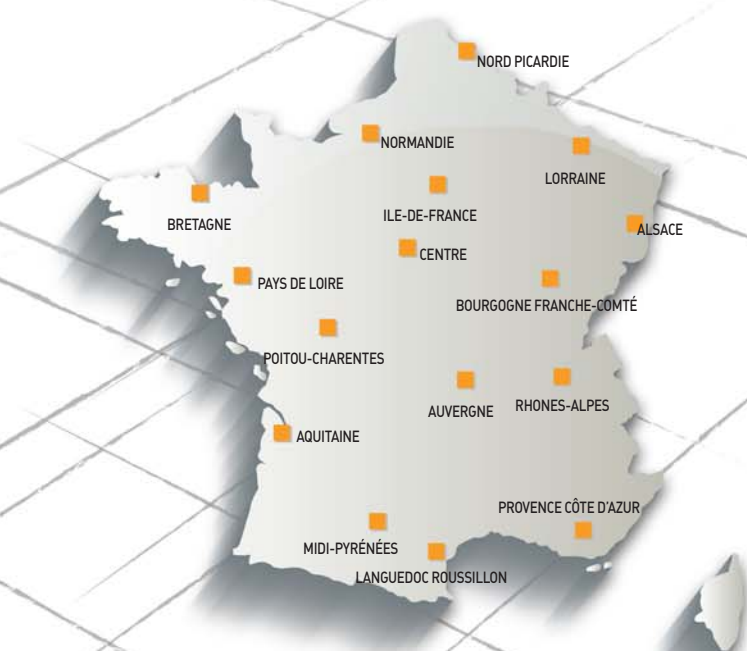 NORD PICARDIE
NORMANDIE
LORRAINE
ILE-DE-FRANCE
BRETAGNE
ALSACE
CENTRE
PAYS DE LOIRE
BOURGOGNE FRANCHE-COMTÉ
POITOU-CHARENTES
AUVERGNE
RHONES-ALPES
AQUITAINE
PROVENCE CÔTE D'AZUR
MIDI-PYRÉNÉES
LANGUEDOC ROUSSILLON